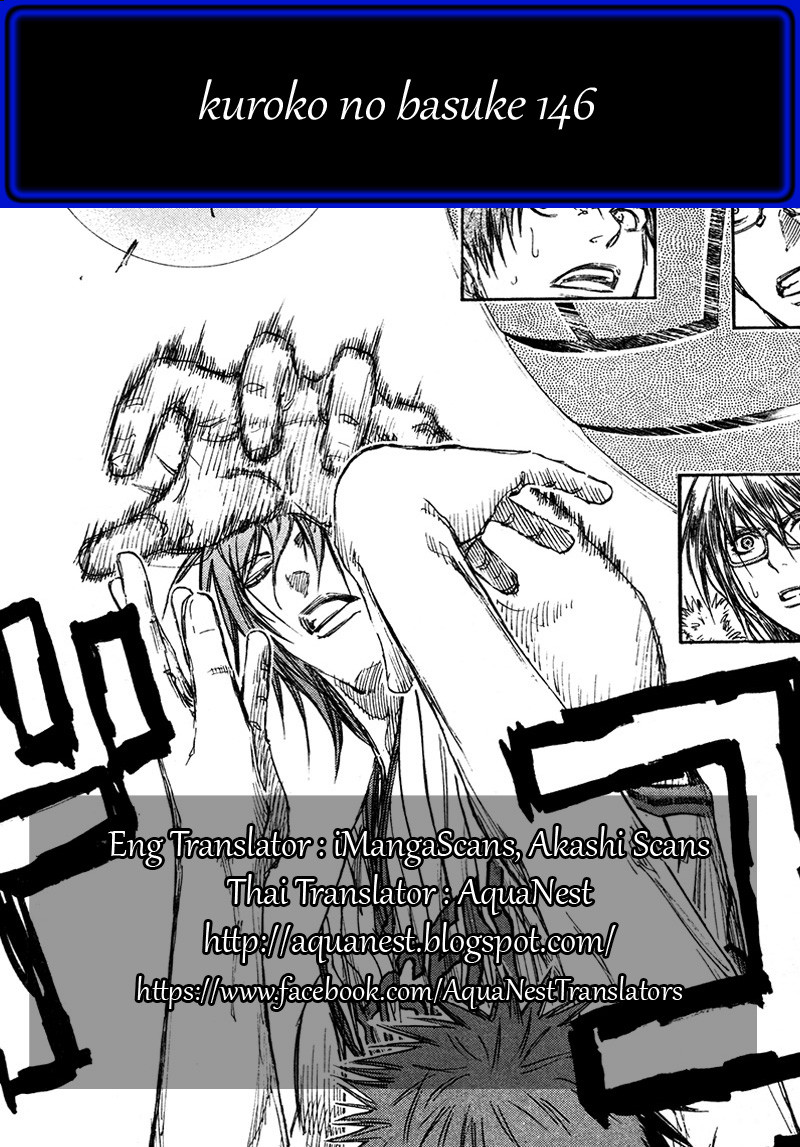 kuroko no basuke 146
Eng Translator : iMangaScans, Akashi Scans
Thai Translator : AquaNest
http://aquanest.blogspot.com/
https://www.facebook.com/AquaNestTranslators